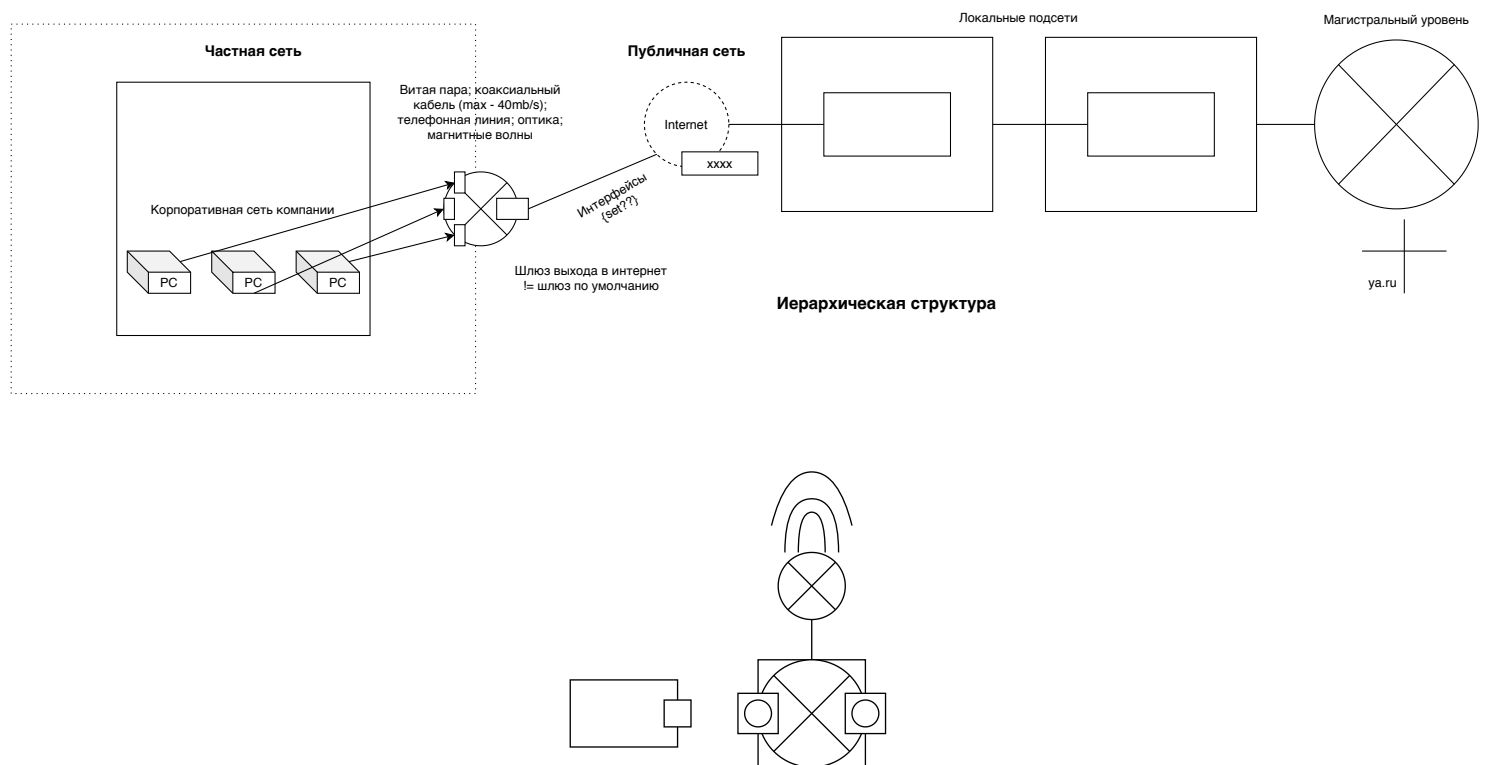 Локальные подсети
Магистральный уровень
Частная сеть
Публичная сеть
Витая пара; коаксиальный
кабель (max - 40mb/s);
телефонная линия; оптика;
магнитные волны
Internet
xxxx
Интерфейсы
{set??}
Корпоративная сеть компании
PC
PC
PC
Шлюз выхода в интернет
!= шлюз по умолчанию
Иерархическая структура
ya.ru